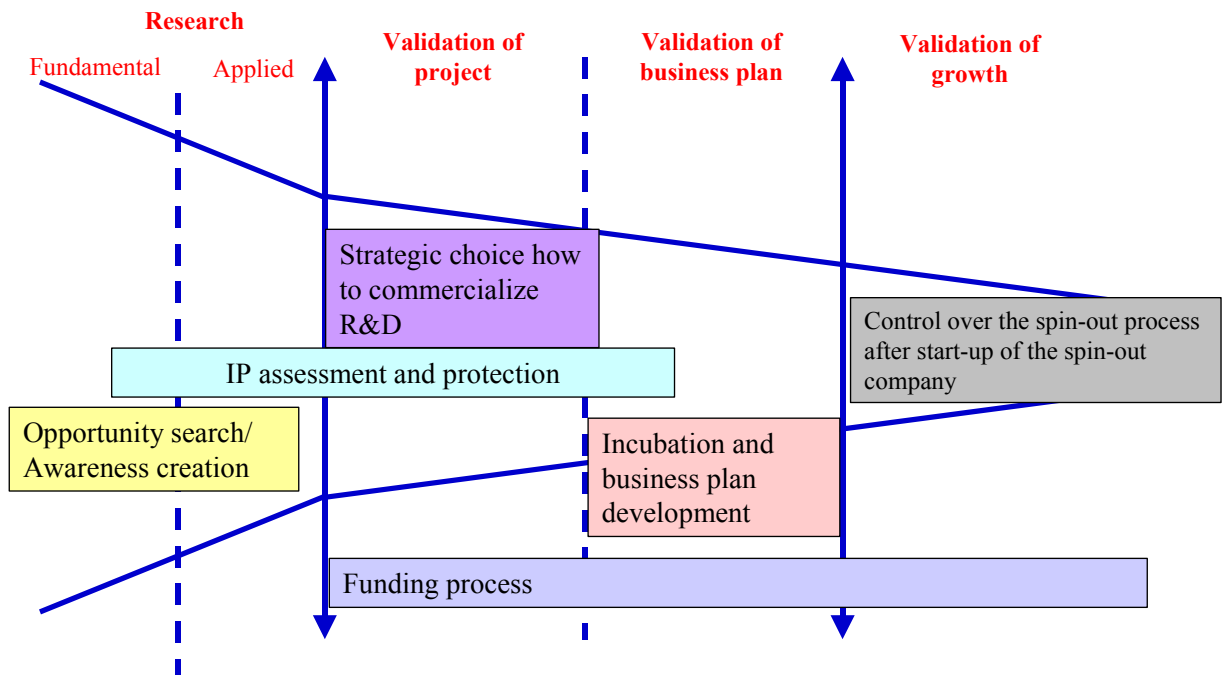 Research
Fundamental
Applied
Validation of
project
Validation of
business plan
Validation of
growth
Strategic choice how
to commercialize
R&D
Control over the spin-out process
after start-up of the spin-out
company
IP assessment and protection
Opportunity search/
Awareness creation
Incubation and
business plan
development
Funding process